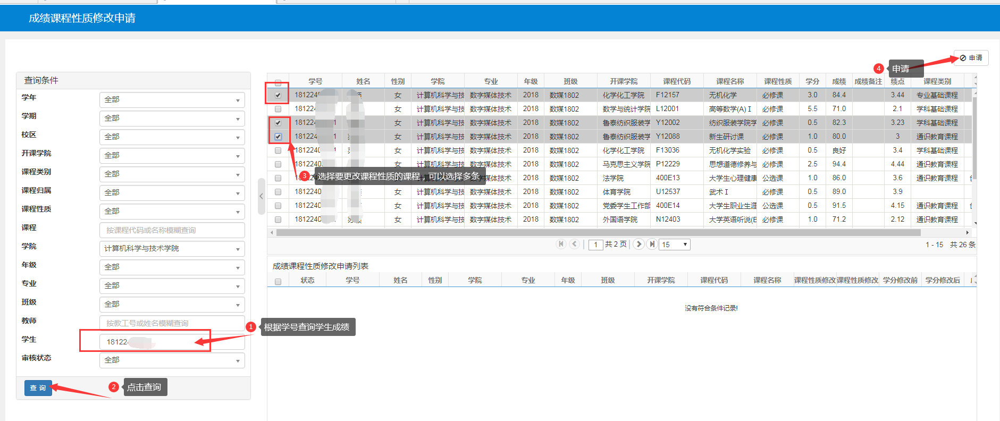 成绩课程性质修改申请
申请
4 申请
查询条件
学年 全部
学期 全部
校区 全部
开课学院 全部
课程类别 全部
课程归属 全部
课程性质 全部
课程 按课程代码或名称模糊查询
学院 计算机科学与技术学院
年级 全部
专业 全部
班级 全部
教师 按教工号或姓名模糊查询
学生 18122
审核状态 全部
查 询
1 根据学号查询学生成绩
2 点击查询
学号 姓名 性别 学院 专业 年级 班级 开课学院 课程代码 课程名称 课程性质 学分 成绩 成绩备注 绩点 课程类别
181224 女 计算机科学与技 数字媒体技术 2018 数媒1802 化学化工学院 F12157 无机化学 必修课 3.0 84.4 3.44 专业基础课程
181224 女 计算机科学与技 数字媒体技术 2018 数媒1802 数学与统计学院 L12001 高等数学(A) I 必修课 5.5 71.0 2.1 学科基础课程
181224 1 女 计算机科学与技 数字媒体技术 2018 数媒1802 鲁泰纺织服装学 Y12002 纺织服装学院学 必修课 0.5 82.3 3.23 学科基础课程
181224 1 女 计算机科学与技 数字媒体技术 2018 数媒1802 鲁泰纺织服装学 Y12088 新生研讨课 必修课 1.0 80.0 3 通识教育课程
181224 1 女 计算机科学与技 数字媒体技术 2018 数媒1802 化学化工学院 F13036 无机化学实验 必修课 0.5 良好 3.4 学科基础课程
1812240 女 计算机科学与技 数字媒体技术 2018 数媒1802 马克思主义学院 P12229 思想道德修养与 必修课 2.5 94.4 4.44 通识教育课程
3 选择要更改课程性质的课程，可以选择多条
女 计算机科学与技 数字媒体技术 2018 数媒1802 法学院 400E13 大学生心理健康 公选课 1.0 86.0 3.6 通识教育课程
1812240 女 计算机科学与技 数字媒体技术 2018 数媒1802 体育学院 U12537 武术 I 必修课 0.5 89.0 3.9
1812240 女 计算机科学与技 数字媒体技术 2018 数媒1802 党委学生工作部 400E14 大学生职业生涯 公选课 0.5 91.5 4.15 通识教育课程
1812240 女 计算机科学与技 数字媒体技术 2018 数媒1802 外国语学院 N12403 大学英语听说(B 必修课 1.0 71.2 2.12 通识教育课程
1 共 2 页 15 1 - 15 共 26 条
成绩课程性质修改申请列表
状态 学号 姓名 性别 学院 专业 年级 班级 开课学院 课程代码 课程名称 课程性质修改 课程性质修改 学分修改前 学分修改后
没有符合条件记录!